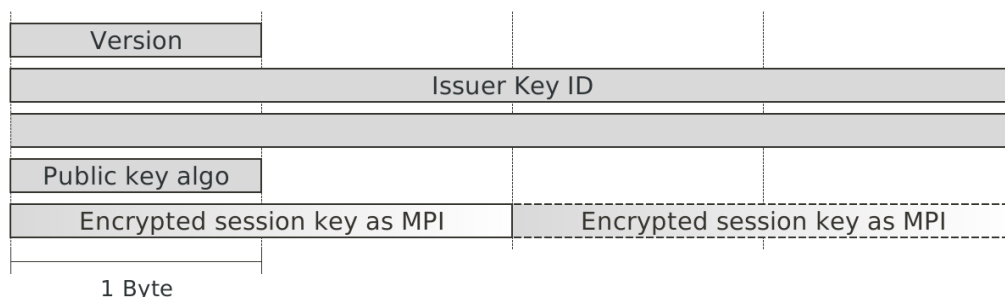 Version
Issuer Key ID
Public key algo
Encrypted session key as MPI Encrypted session key as MPI
1 Byte